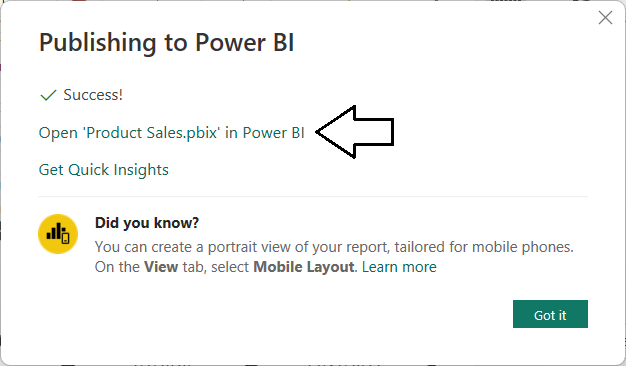 Publishing to Power BI
Success!
Open 'Product Sales.pbix' in Power BI
Get Quick Insights
Did you know?
You can create a portrait view of your report, tailored for mobile phones.
On the View tab, select Mobile Layout. Learn more
Got it